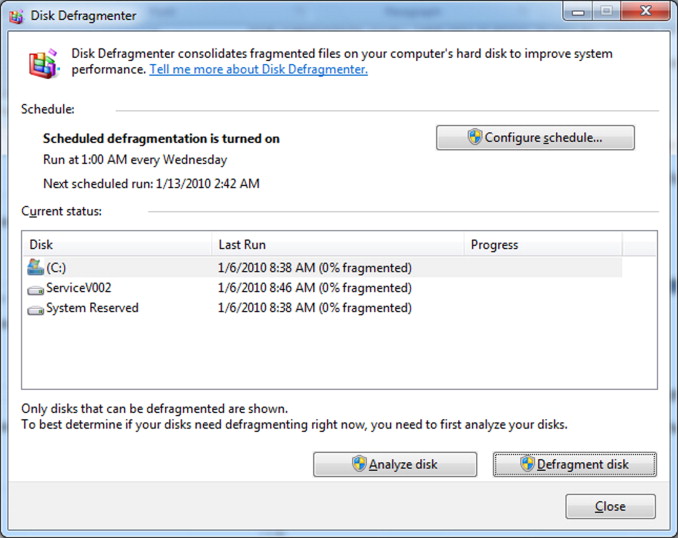 Disk Defragmenter
Disk Defragmenter consolidates fragmented files on your computer's hard disk to improve system
performance. Tell me more about Disk Defragmenter.
Schedule:
Scheduled defragmentation is turned on
Configure schedule...
Run at 1:00 AM every Wednesday
Next scheduled run: 1/13/2010 2:42 AM
Current status:
Disk Last Run Progress
(C:) 1/6/2010 8:38 AM (0% fragmented)
ServiceV002 1/6/2010 8:46 AM (0% fragmented)
System Reserved 1/6/2010 8:38 AM (0% fragmented)
Only disks that can be defragmented are shown.
To best determine if your disks need defragmenting right now, you need to first analyze your disks.
Analyze disk Defragment disk
Close